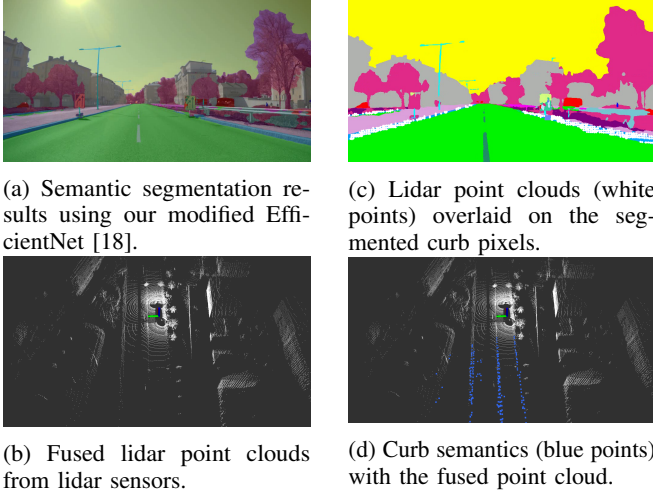 (a) Semantic segmentation re-
sults using our modified Effi-
cientNet [18].
(c) Lidar point clouds (white
points) overlaid on the seg-
mented curb pixels.
(b) Fused lidar point clouds
from lidar sensors.
(d) Curb semantics (blue points)
with the fused point cloud.